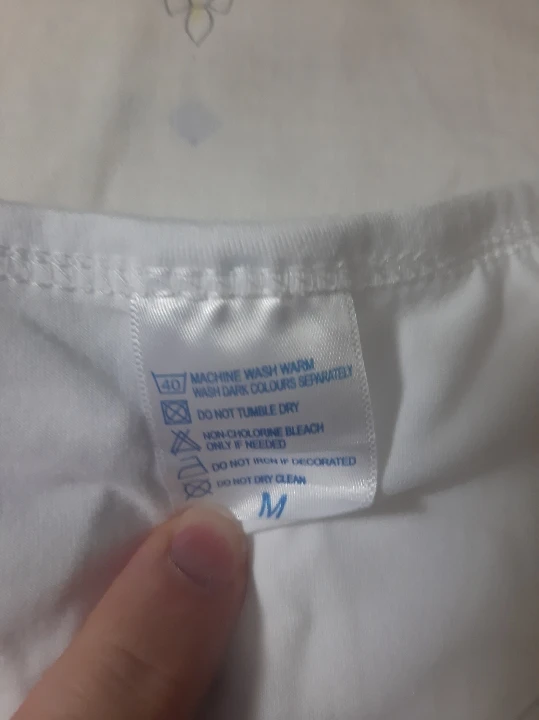 40 MACHINE WASH WARM
WASH DARK COLOURS SEPARATELY
DO NOT TUMBLE DRY
NON-CHOLORINE BLEACH
ONLY IF NEEDED
DO NOT IRON IF DECORATED
DO NOT DRY CLEAN
M